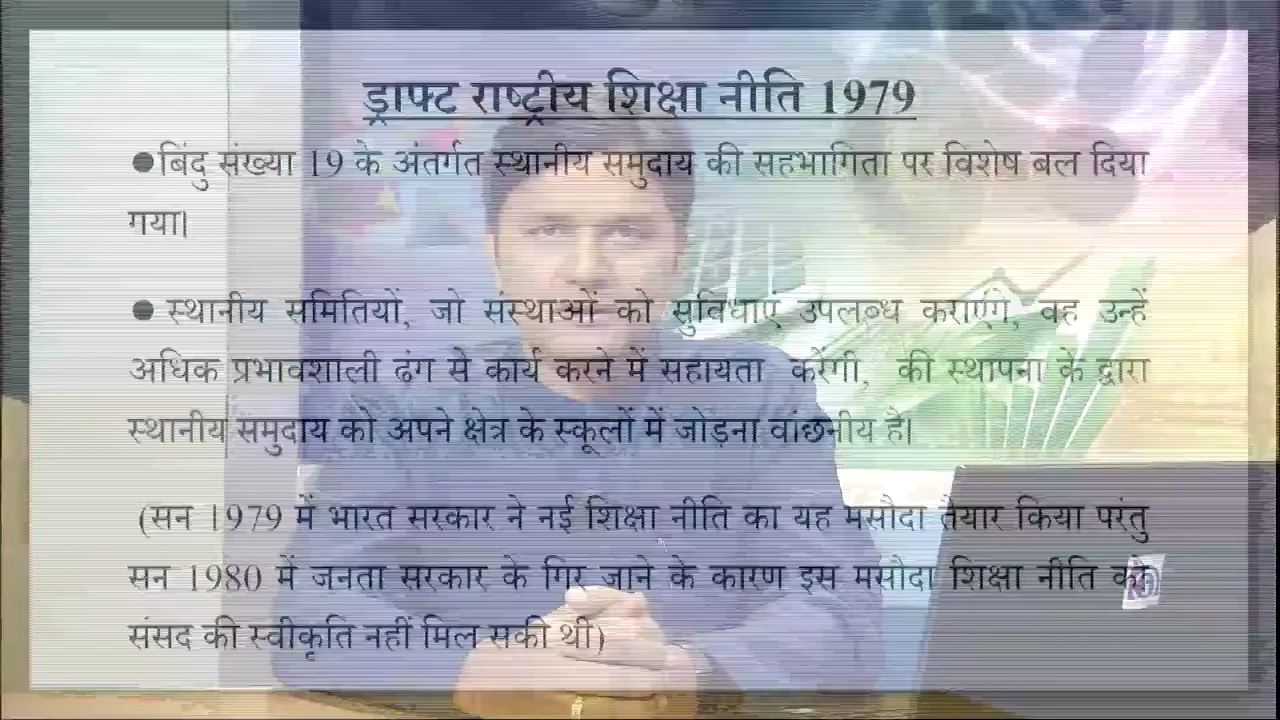 ड्राफ्ट राष्ट्रीय शिक्षा नीति 1979
●बिंदु संख्या 19 के अंतर्गत स्थानीय समुदाय की सहभागिता पर विशेष बल दिया
गया|
● स्थानीय समितियों, जो संस्थाओं को सुविधाएं उपलब्ध कराएंगे, वह उन्हें
अधिक प्रभावशाली ढंग से कार्य करने में सहायता करेंगी, की स्थापना के द्वारा
स्थानीय समुदाय को अपने क्षेत्र के स्कूलों में जोड़ना वांछनीय है|
(सन 1979 में भारत सरकार ने नई शिक्षा नीति का यह मसौदा तैयार किया परंतु
सन 1980 में जनता सरकार के गिर जाने के कारण इस मसौदा शिक्षा नीति को
संसद की स्वीकृति नहीं मिल सकी थी)